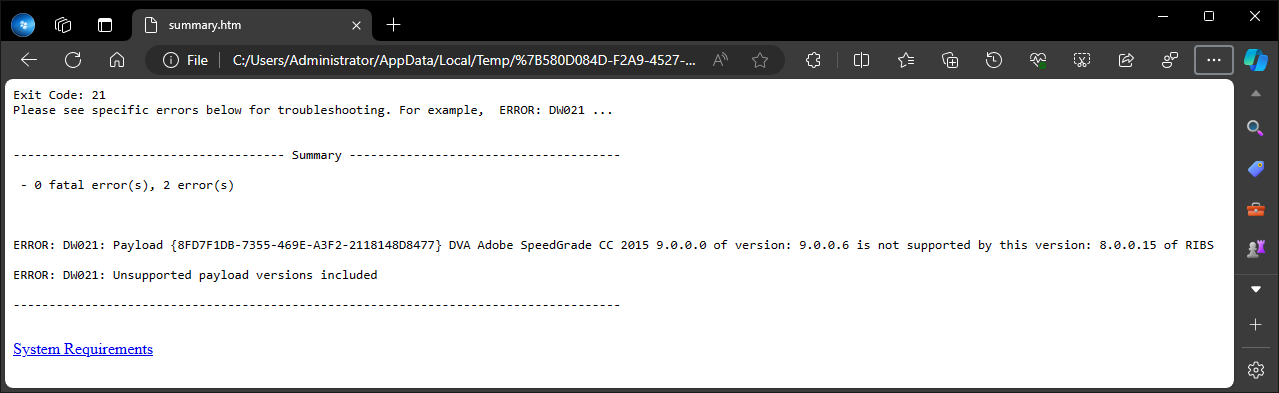 summary.htm
File
C:/Users/Administrator/AppData/Local/Temp/%7B580D084D-F2A9-4527-...
Exit Code: 21
Please see specific errors below for troubleshooting. For example,  ERROR: DW021 ...
-------------------------------------- Summary --------------------------------------
 - 0 fatal error(s), 2 error(s)
ERROR: DW021: Payload {8FD7F1DB-7355-469E-A3F2-2118148D8477} DVA Adobe SpeedGrade CC 2015 9.0.0.0 of version: 9.0.0.6 is not supported by this version: 8.0.0.15 of RIBS
ERROR: DW021: Unsupported payload versions included
-------------------------------------------------------------------------------------
System Requirements